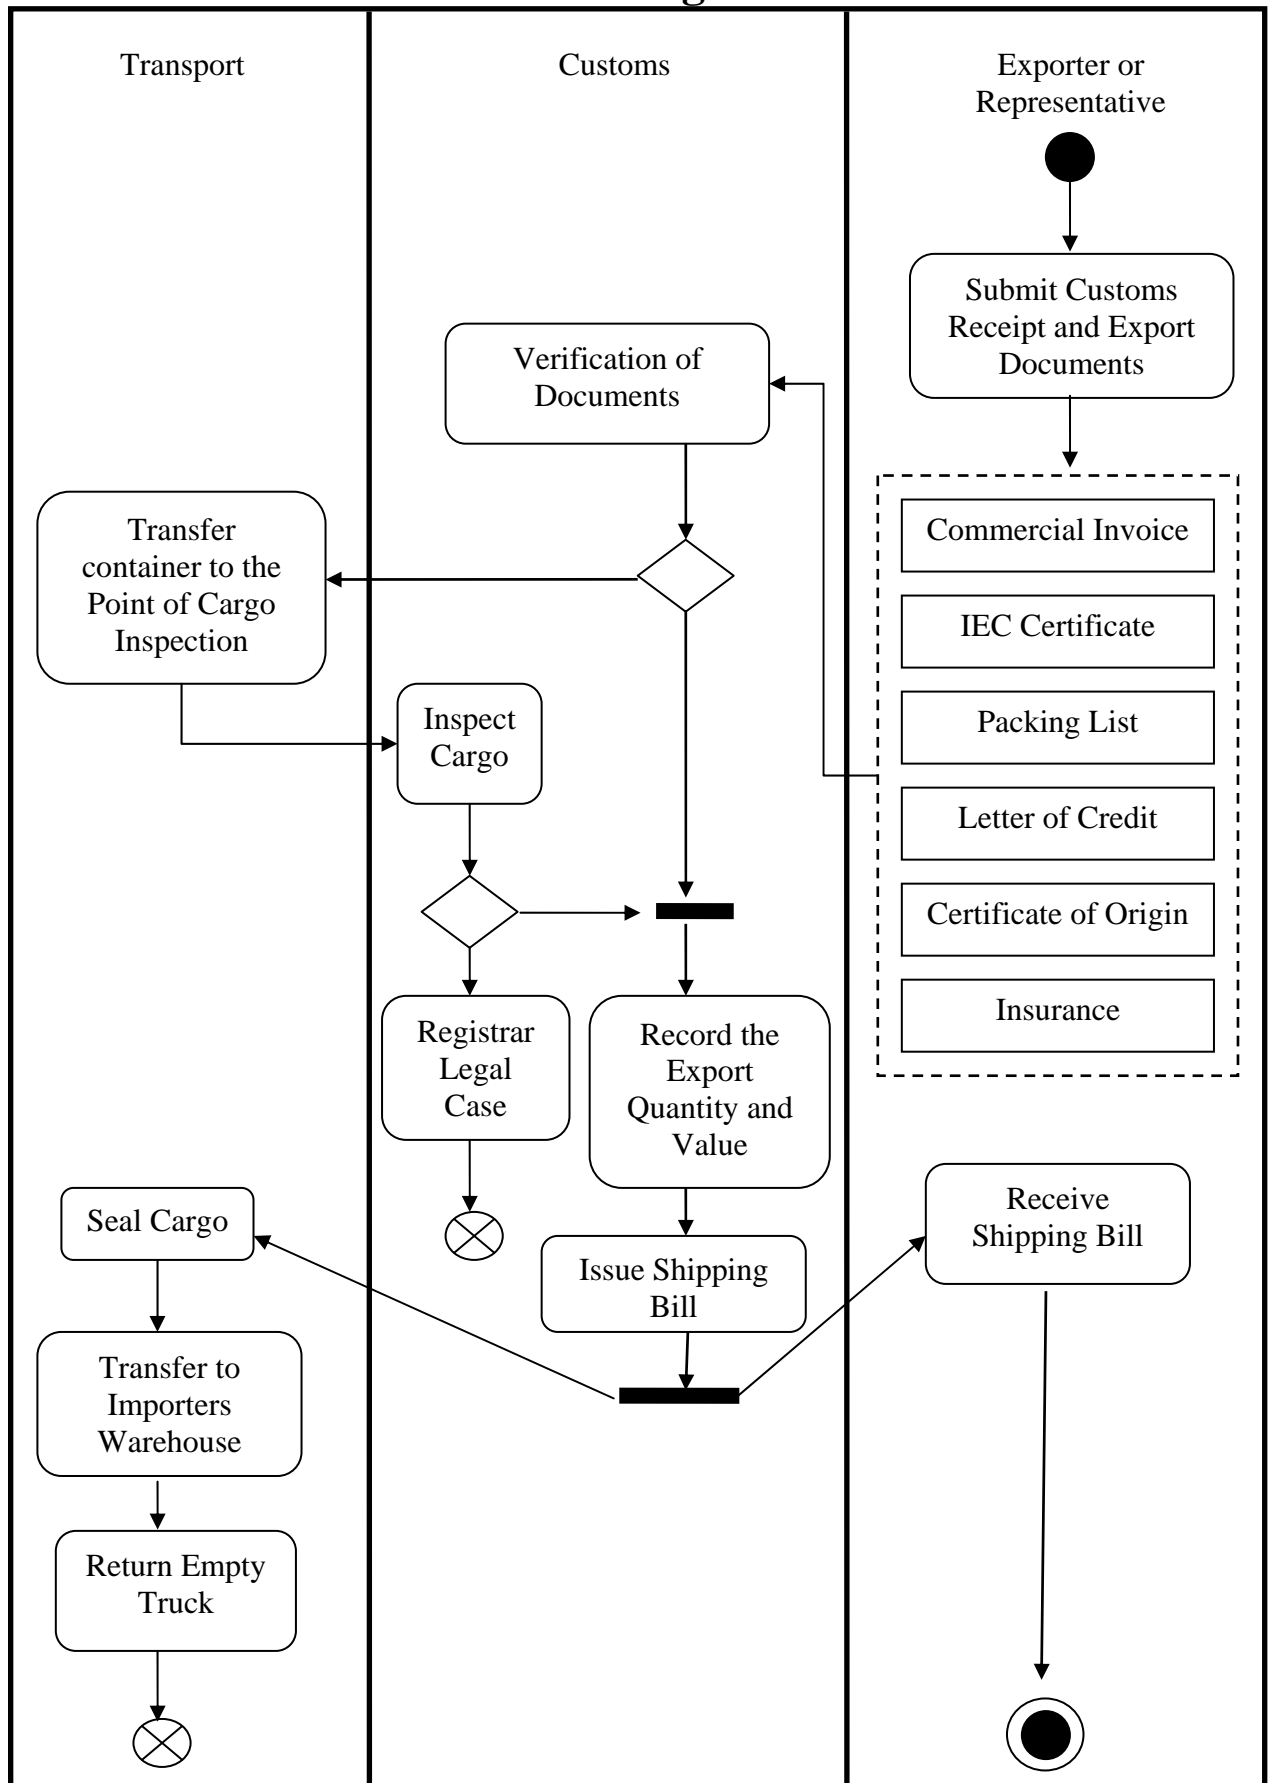 Transport
Customs
Exporter or
Representative
Submit Customs
Receipt and Export
Documents
Verification of
Documents
Commercial Invoice
IEC Certificate
Packing List
Letter of Credit
Certificate of Origin
Insurance
Transfer
container to the
Point of Cargo
Inspection
Inspect
Cargo
Registrar
Legal
Case
Record the
Export
Quantity and
Value
Issue Shipping
Bill
Receive
Shipping Bill
Seal Cargo
Transfer to
Importers
Warehouse
Return Empty
Truck